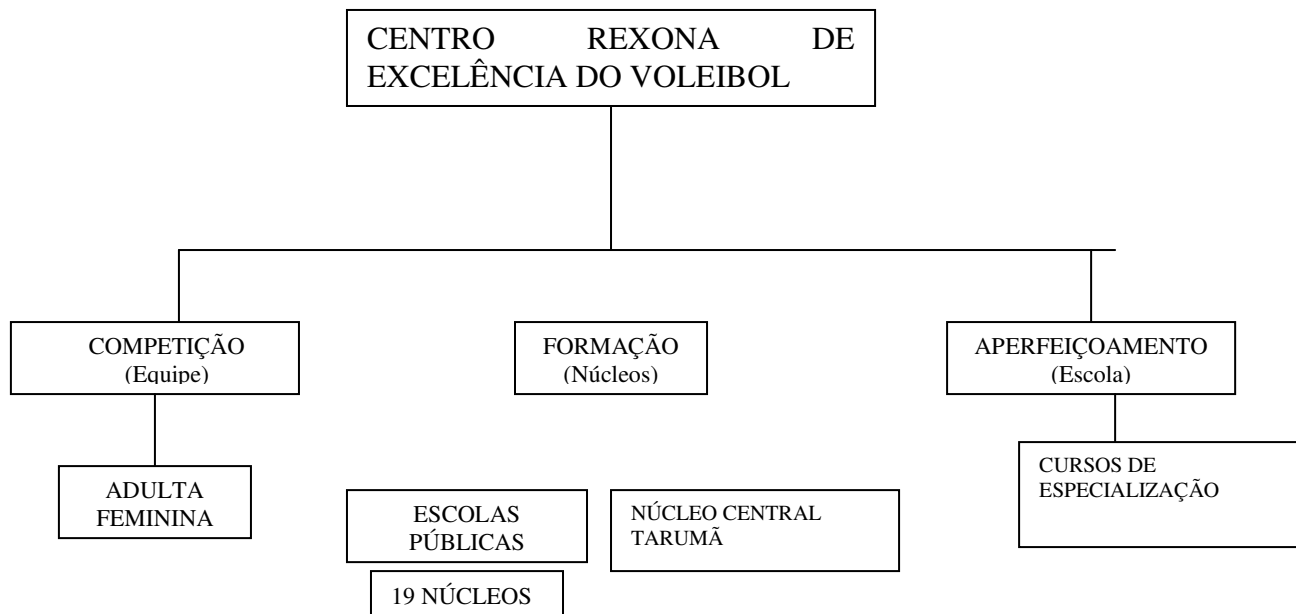 CENTRO REXONA DE
EXCELÊNCIA DO VOLEIBOL
COMPETIÇÃO
(Equipe)
FORMAÇÃO
(Núcleos)
APERFEIÇOAMENTO
(Escola)
ADULTA
FEMININA
ESCOLAS
PÚBLICAS
19 NÚCLEOS
NÚCLEO CENTRAL
TARUMÃ
CURSOS DE
ESPECIALIZAÇÃO